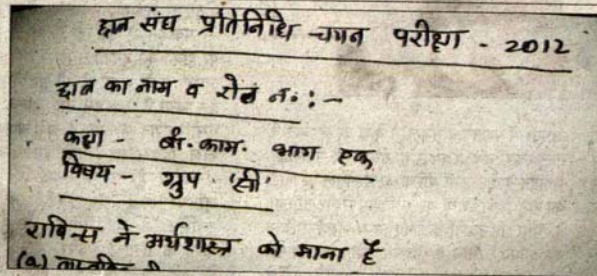 छात्र संघ प्रतिनिधि चयन परीक्षा - 2012
छात्र का नाम व रोल नं. : -
कक्षा - बी. काम. भाग एक
विषय - ग्रुप 'सी'
राबिन्स ने अर्थशास्त्र को माना है
(a)